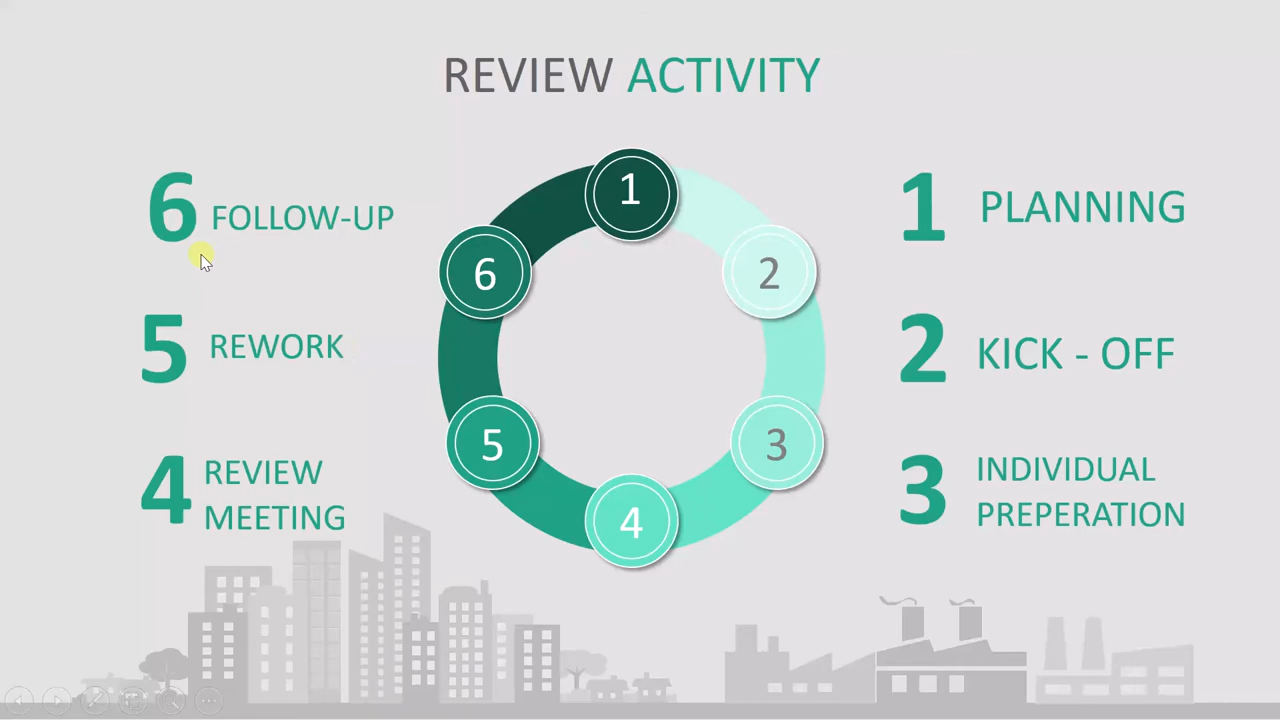 REVIEW ACTIVITY
6 FOLLOW-UP
5 REWORK
4 REVIEW
MEETING
1
2
3
4
5
6
1 PLANNING
2 KICK - OFF
3 INDIVIDUAL
PREPERATION